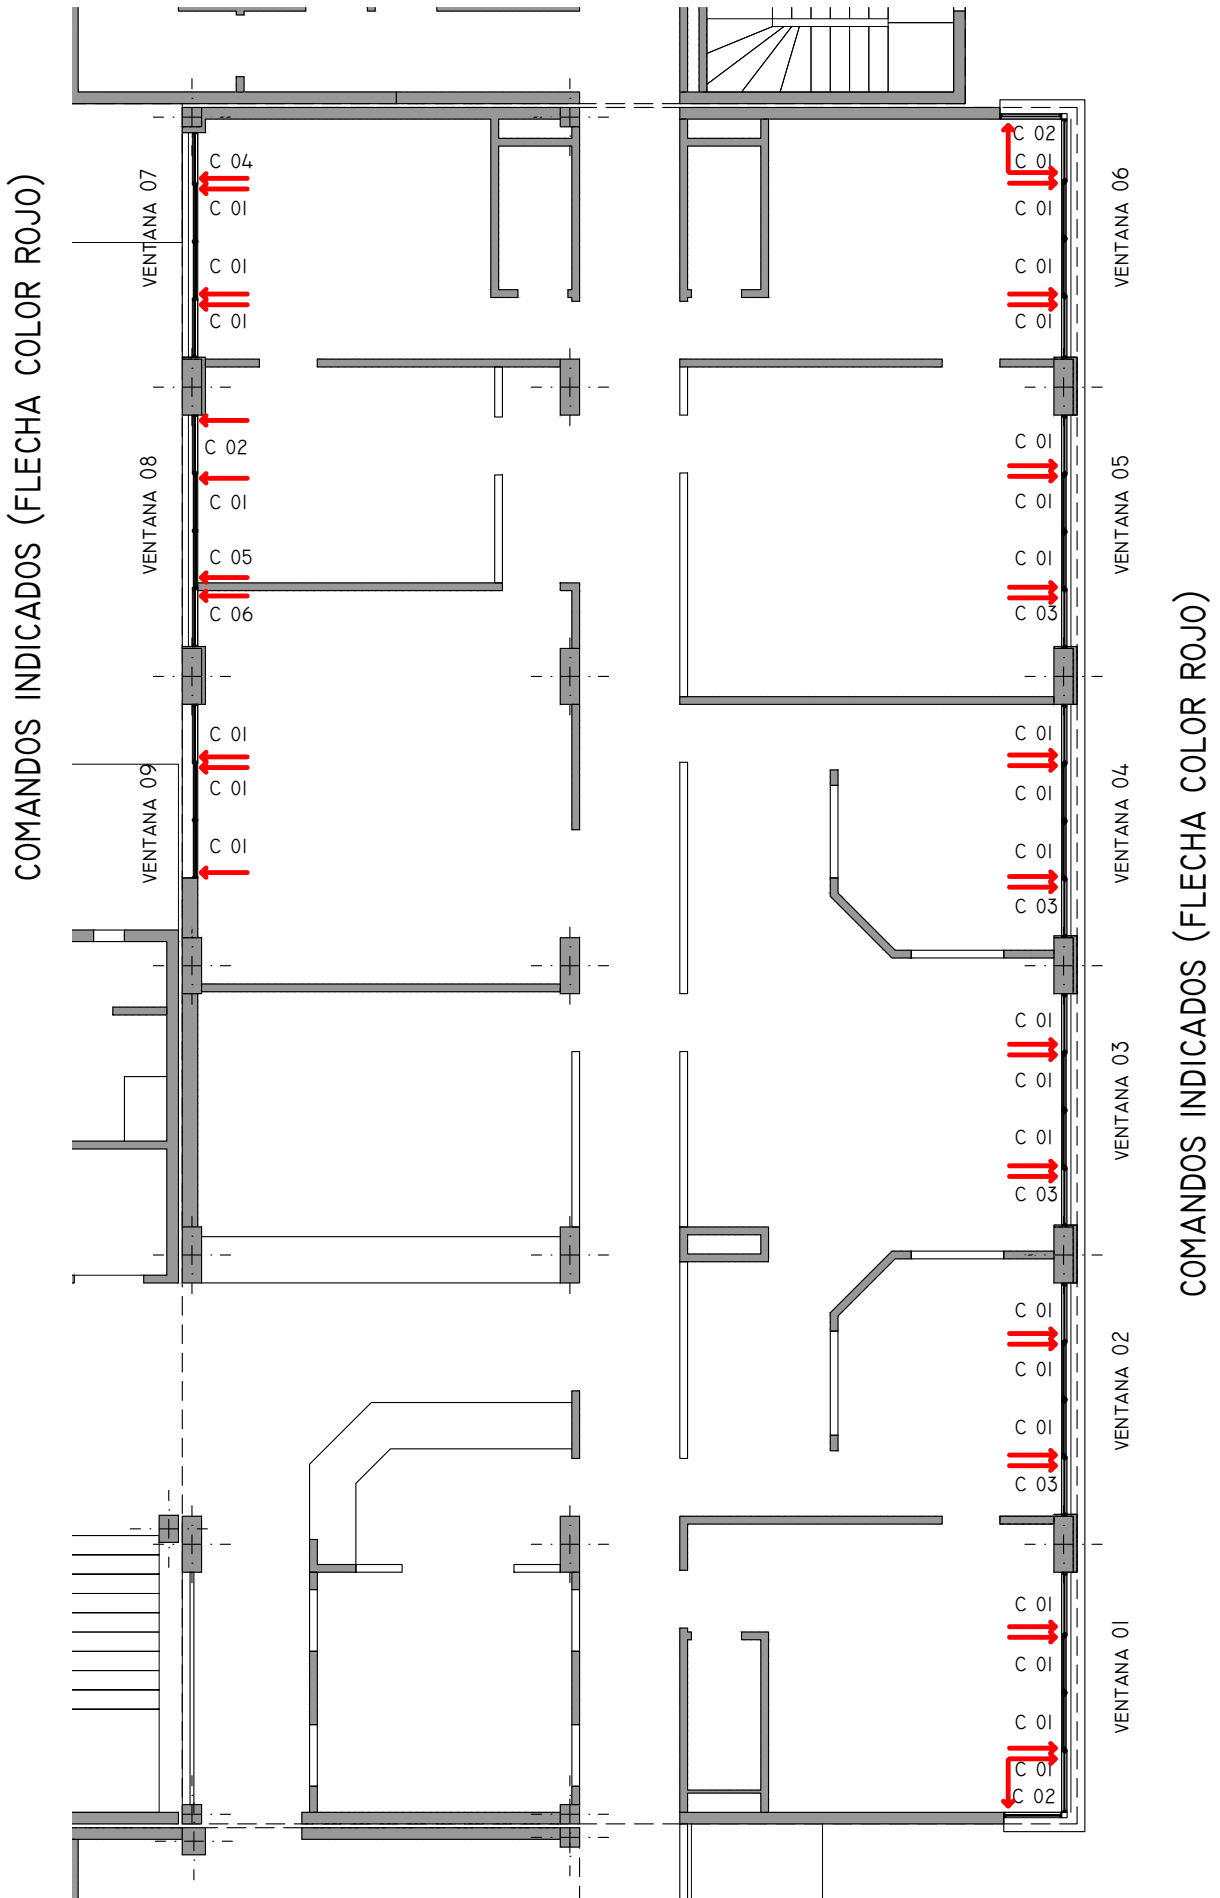 COMANDOS INDICADOS (FLECHA COLOR ROJO)
VENTANA 07
C 04
C 01
C 01
C 01
VENTANA 08
C 02
C 01
C 05
C 06
VENTANA 09
C 01
C 01
C 01
C 02
C 01
C 01
C 01
C 01
VENTANA 06
C 01
C 01
C 01
C 03
VENTANA 05
C 01
C 01
C 01
C 03
VENTANA 04
C 01
C 01
C 01
C 03
VENTANA 03
C 01
C 01
C 01
C 03
VENTANA 02
C 01
C 01
C 01
C 01
C 02
VENTANA 01
COMANDOS INDICADOS (FLECHA COLOR ROJO)